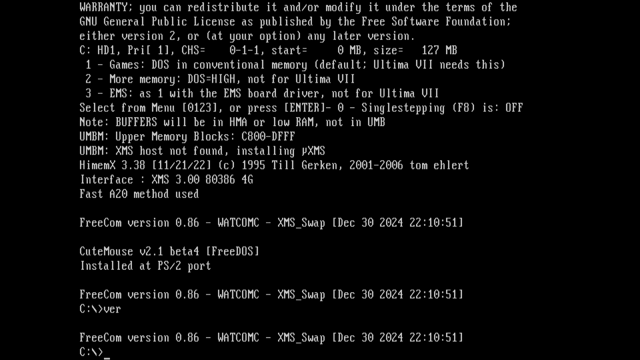 WARRANTY; you can redistribute it and/or modify it under the terms of the
GNU General Public License as published by the Free Software Foundation;
either version 2, or (at your option) any later version.
C: HD1, Pri[ 1], CHS=    0-1-1, start=    0 MB, size=  127 MB
1 - Games: DOS in conventional memory (default; Ultima VII needs this)
2 - More memory: DOS=HIGH, not for Ultima VII
3 - EMS: as 1 with the EMS board driver, not for Ultima VII
Select from Menu [0123], or press [ENTER]- 0 - Singlestepping (F8) is: OFF
Note: BUFFERS will be in HMA or low RAM, not in UMB
UMBM: Upper Memory Blocks: C800-DFFF
UMBM: XMS host not found, installing µXMS
HimemX 3.38 [11/21/22] (c) 1995 Till Gerken, 2001-2006 tom ehlert
Interface : XMS 3.00 80386 4G
Fast A20 method used
FreeCom version 0.86 - WATCOMC - XMS_Swap [Dec 30 2024 22:10:51]
CuteMouse v2.1 beta4 [FreeDOS]
Installed at PS/2 port
FreeCom version 0.86 - WATCOMC - XMS_Swap [Dec 30 2024 22:10:51]
C:\>ver
FreeCom version 0.86 - WATCOMC - XMS_Swap [Dec 30 2024 22:10:51]
C:\>_